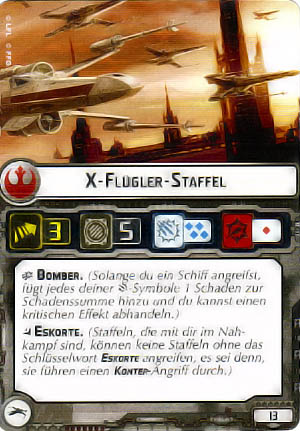 © LFL © FFG
X-Flügler-Staffel
3 5
Bomber. (Solange du ein Schiff angreifst,
fügt jedes deiner -Symbole 1 Schaden zur
Schadenssumme hinzu und du kannst einen
kritischen Effekt abhandeln.)
Eskorte. (Staffeln, die mit dir im Nah-
kampf sind, können keine Staffeln ohne das
Schlüsselwort Eskorte angreifen, es sei denn,
sie führen einen Konter-Angriff durch.)
13